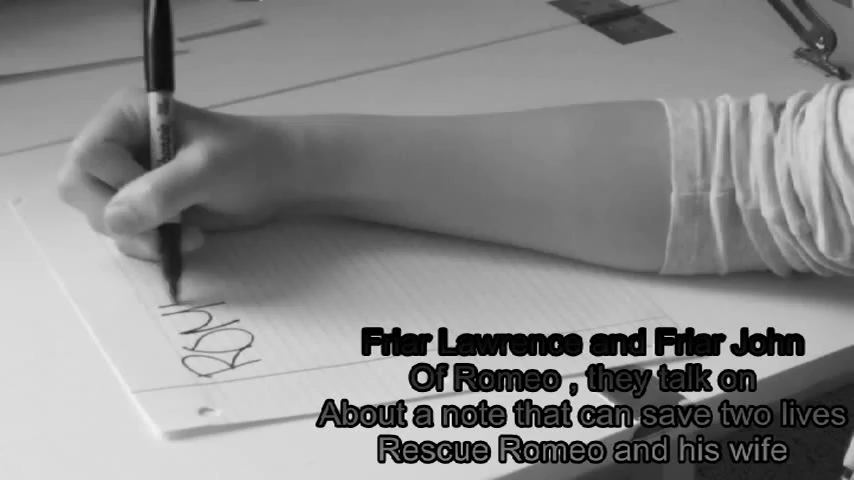 Friar Lawrence and Friar John
Of Romeo , they talk on
About a note that can save two lives
Rescue Romeo and his wife